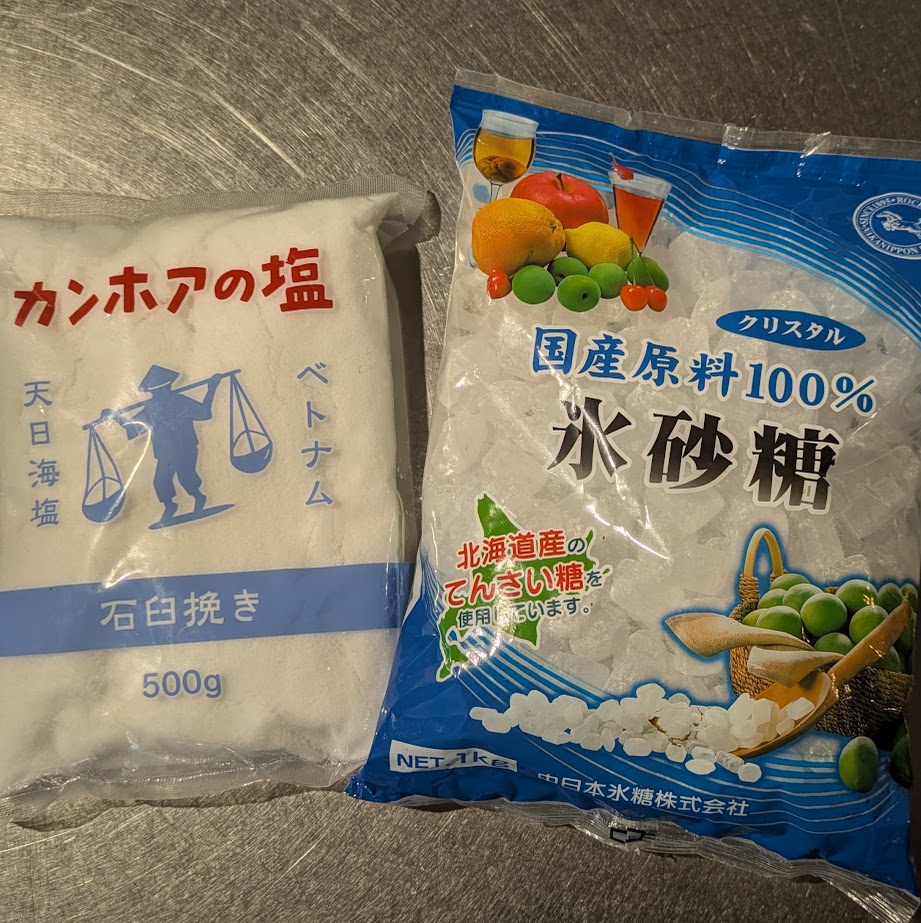 カンホアの塩
天日海塩
ベトナム
石臼挽き
500g
クリスタル
国産原料100%
氷砂糖
北海道産の
てんさい糖を
使用しています。
NET.1kg
中日本氷糖株式会社
SINCE1895